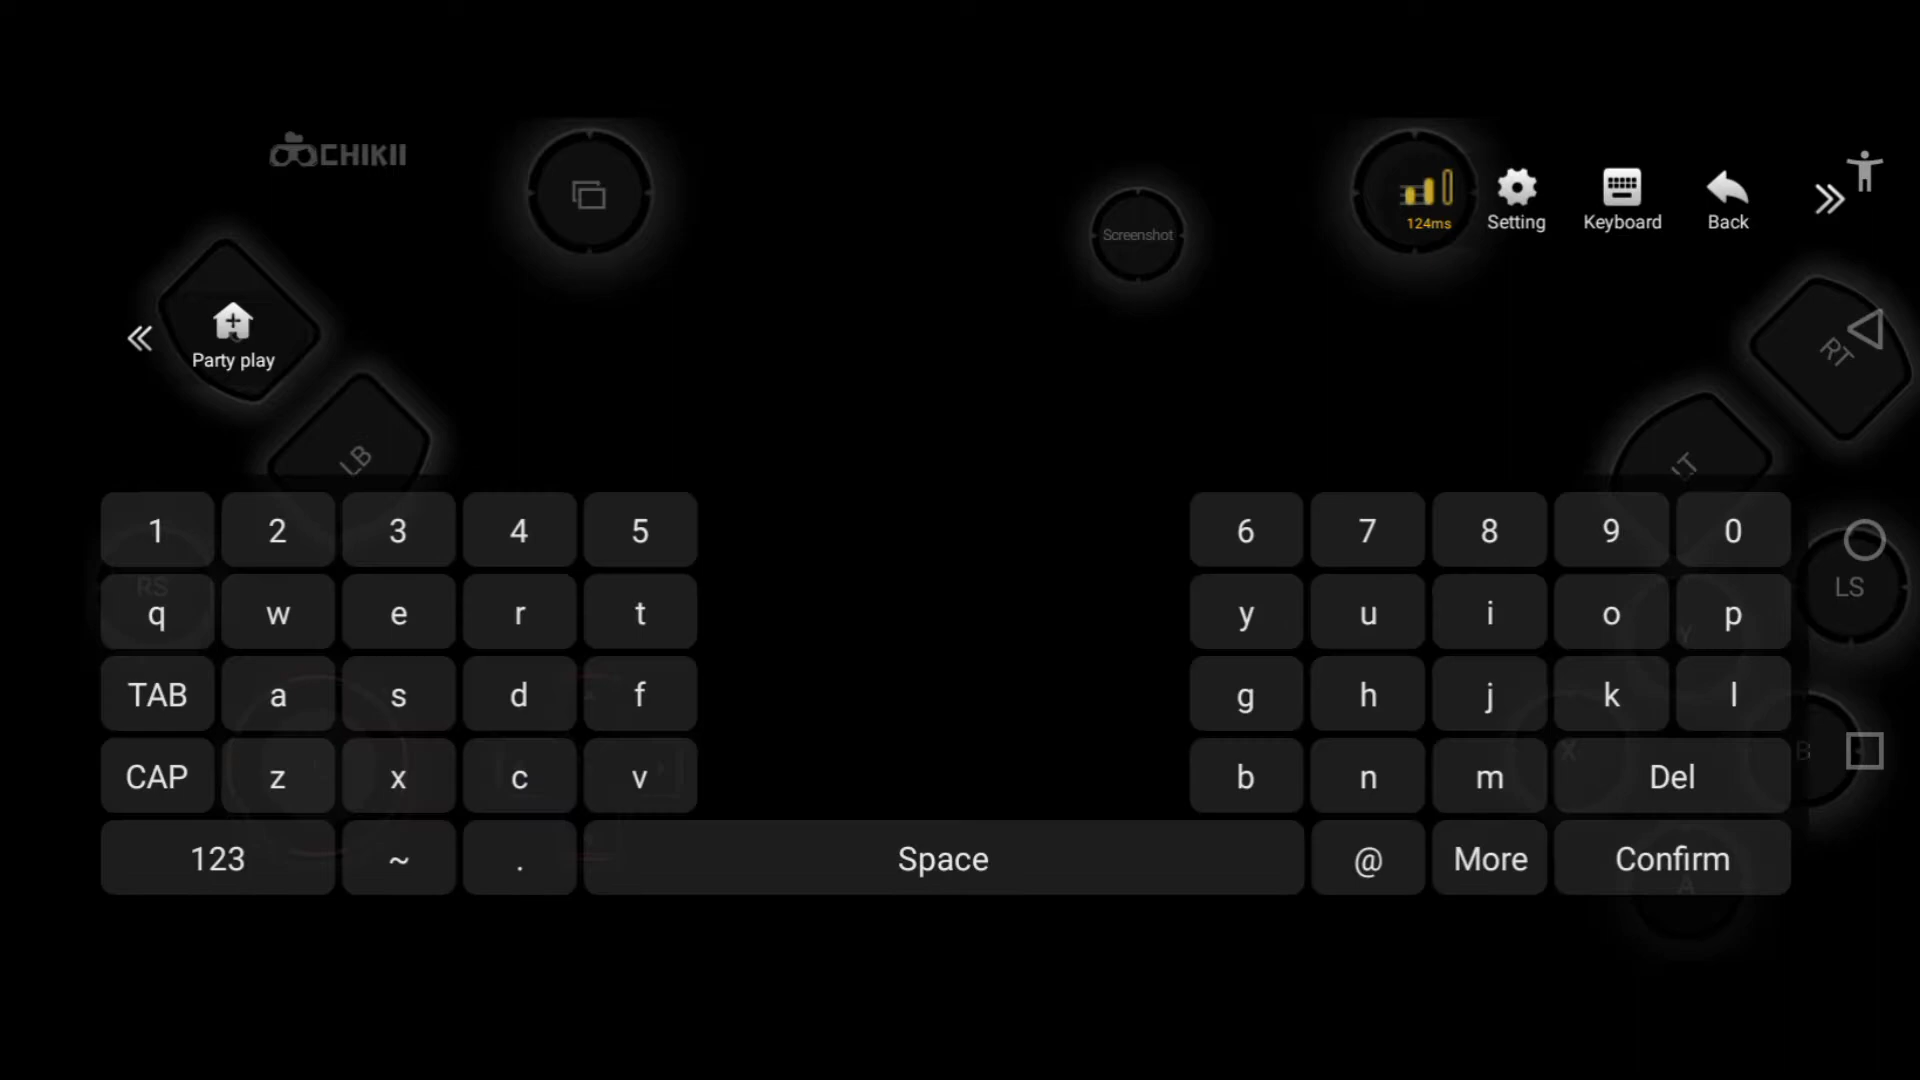 CHIKII
Screenshot
124ms
Setting
Keyboard
Back
Party play
LB
RT
LT
1 2 3 4 5 6 7 8 9 0
RS
LS
q w e r t y u i o p
Y
TAB a s d f g h j k l
X
B
CAP z x c v b n m Del
123 ~ . Space @ More Confirm
A